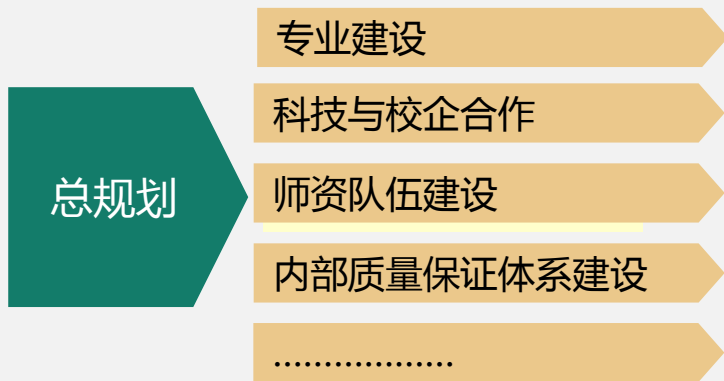 专业建设
科技与校企合作
总规划
师资队伍建设
内部质量保证体系建设
..................